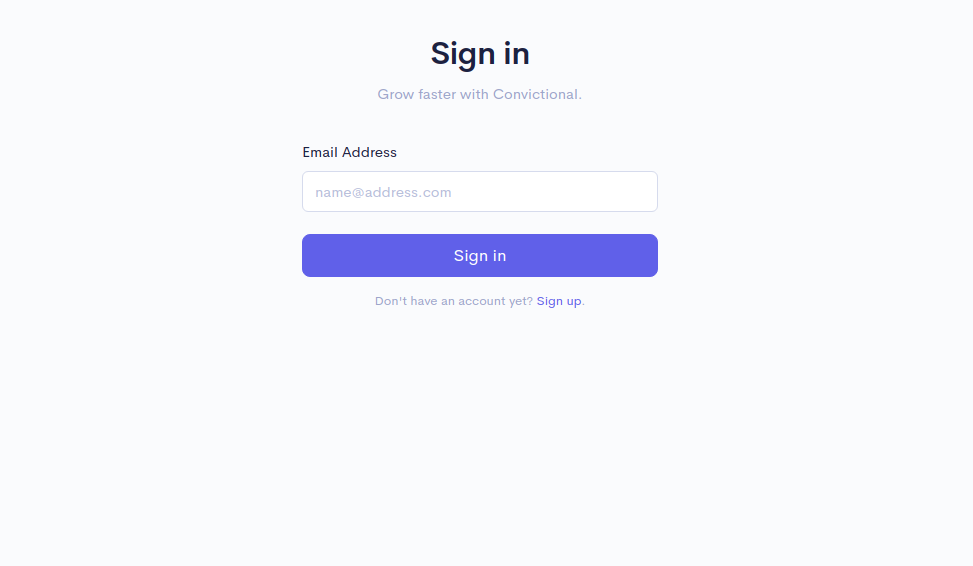 Sign in
Grow faster with Convictional.
Email Address
name@address.com
Sign in
Don't have an account yet? Sign up.